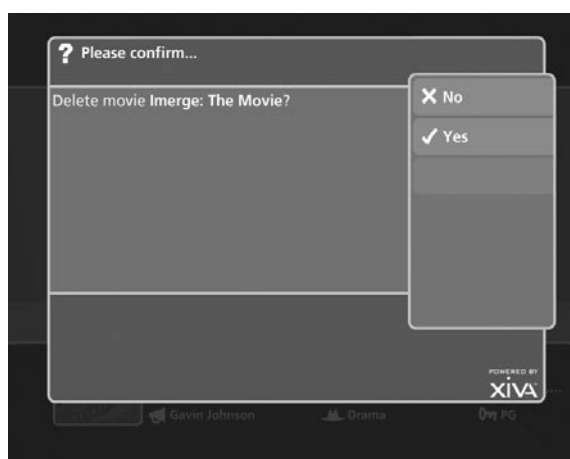 Please confirm...
Delete movie Imerge: The Movie?
No
Yes
POWERED BY
XiVA
Gavin Johnson
Drama
PG